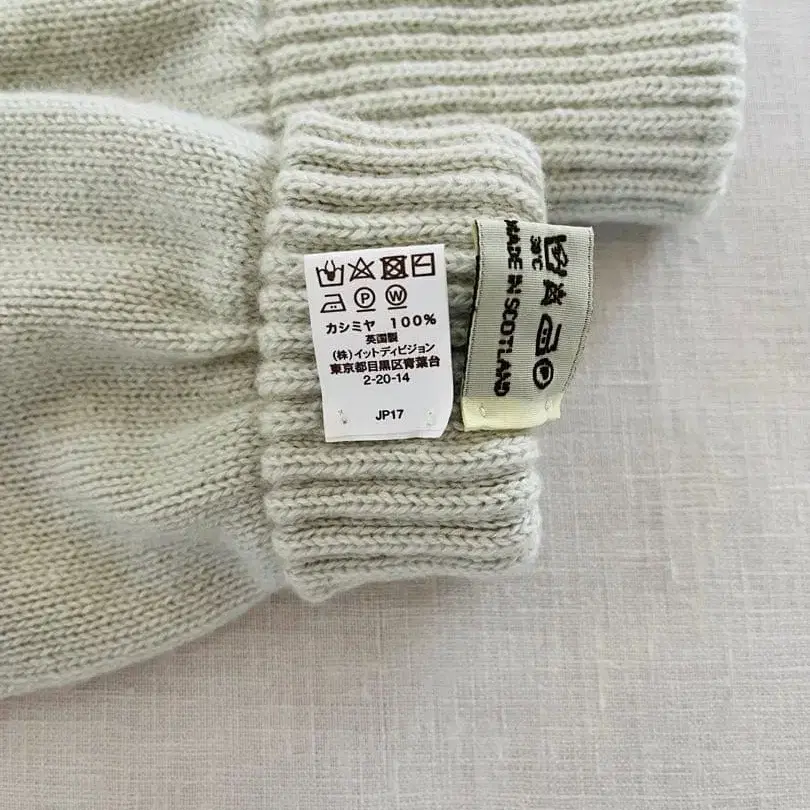 カシミヤ 100%
英国製
(株)イットディビジョン
東京都目黒区青葉台
2-20-14
JP17
MADE IN SCOTLAND
30°C